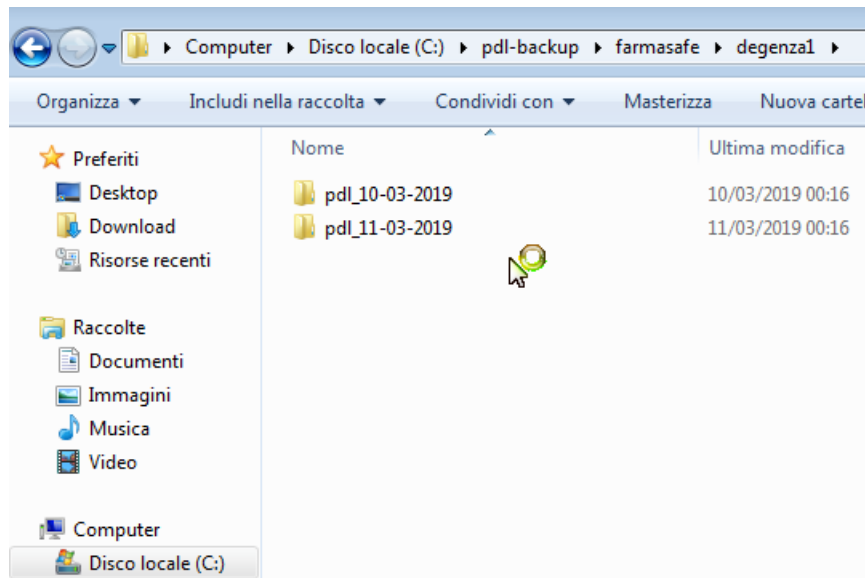 Computer Disco locale (C:) pdl-backup farmasafe degenza1
Organizza Includi nella raccolta Condividi con Masterizza Nuova cartel
Preferiti
Desktop
Download
Risorse recenti
Raccolte
Documenti
Immagini
Musica
Video
Computer
Disco locale (C:)
Nome Ultima modifica
pdl_10-03-2019 10/03/2019 00:16
pdl_11-03-2019 11/03/2019 00:16